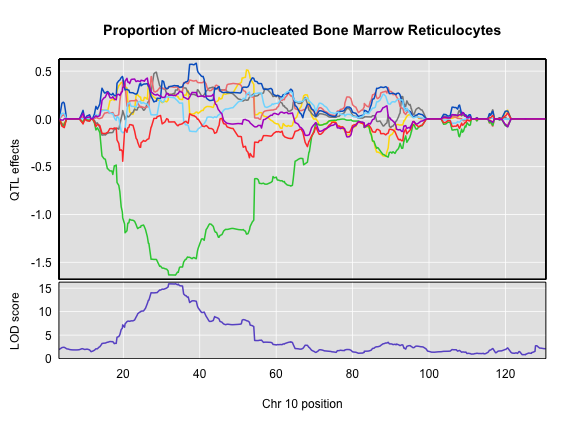 Proportion of Micro-nucleated Bone Marrow Reticulocytes
QTL effects
0.5
0.0
-0.5
-1.0
-1.5
LOD score
15
10
5
0
20 40 60 80 100 120
Chr 10 position